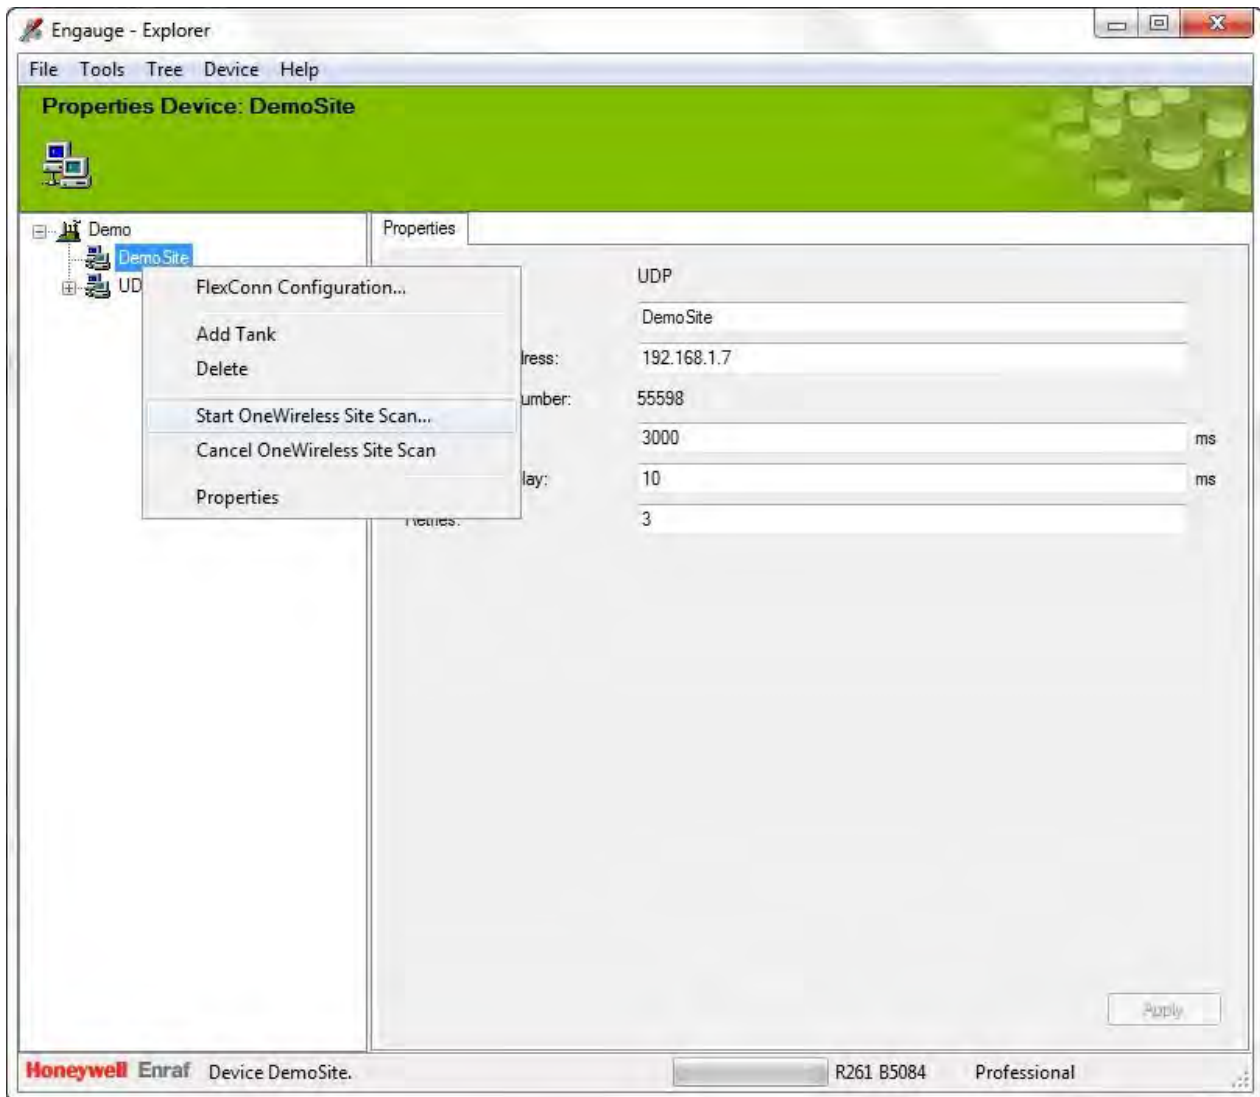 Engauge - Explorer
File Tools Tree Device Help
Properties Device: DemoSite
Demo
DemoSite
UD
Properties
UDP
DemoSite
dress: 192.168.1.7
umber: 55598
3000 ms
lay: 10 ms
Retries: 3
FlexConn Configuration...
Add Tank
Delete
Start OneWireless Site Scan...
Cancel OneWireless Site Scan
Properties
Apply
Honeywell Enraf Device DemoSite. R261 B5084 Professional